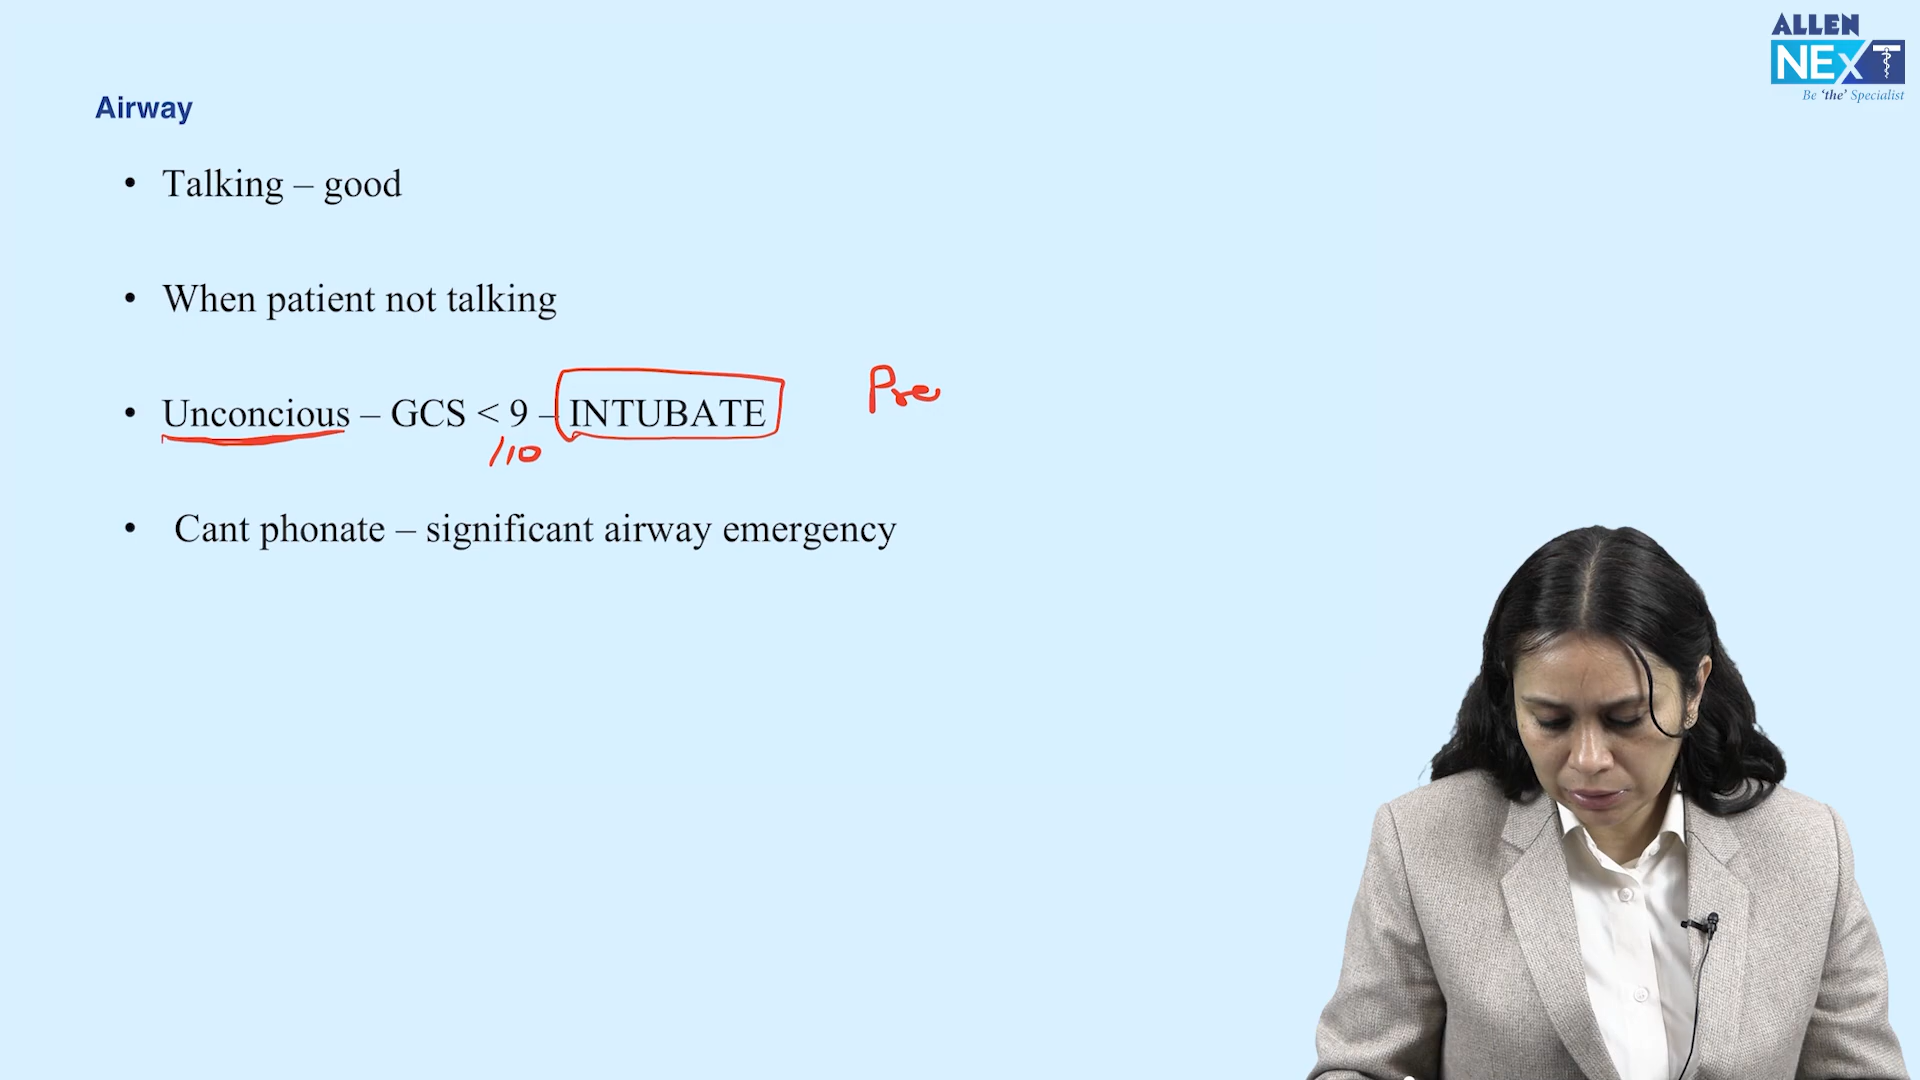 ALLEN
NEXT
Be 'the' Specialist
Airway
• Talking – good
• When patient not talking
• Unconcious – GCS < 9 – INTUBATE Pre
/10
• Cant phonate – significant airway emergency